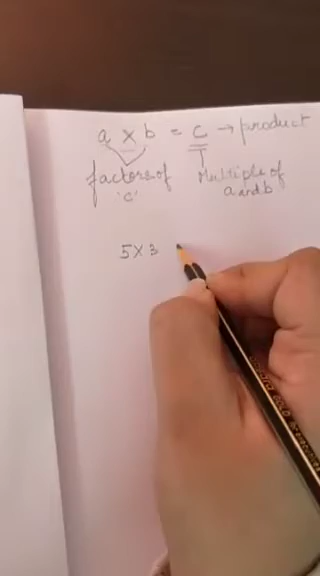 a x b = c → product
factors of Multiple of
'c' a and b
5 x 3